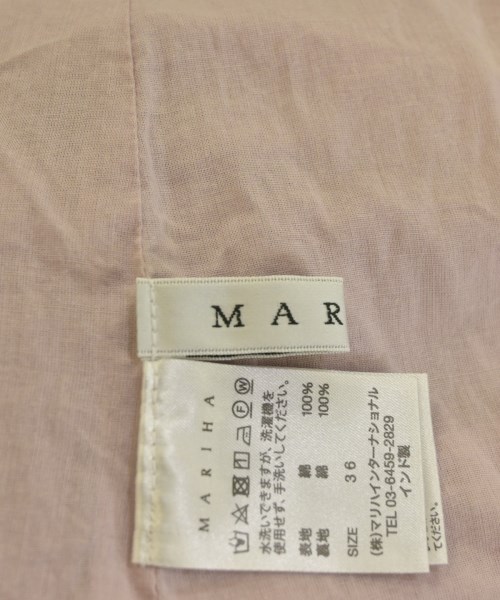 MAR
MARIHA
水洗いできますが、洗濯機を
使用せず、手洗いしてください。
表地 綿 100%
裏地 綿 100%
SIZE 36
(株)マリハインターナショナル
TEL 03-6459-2829
インド製
てください。